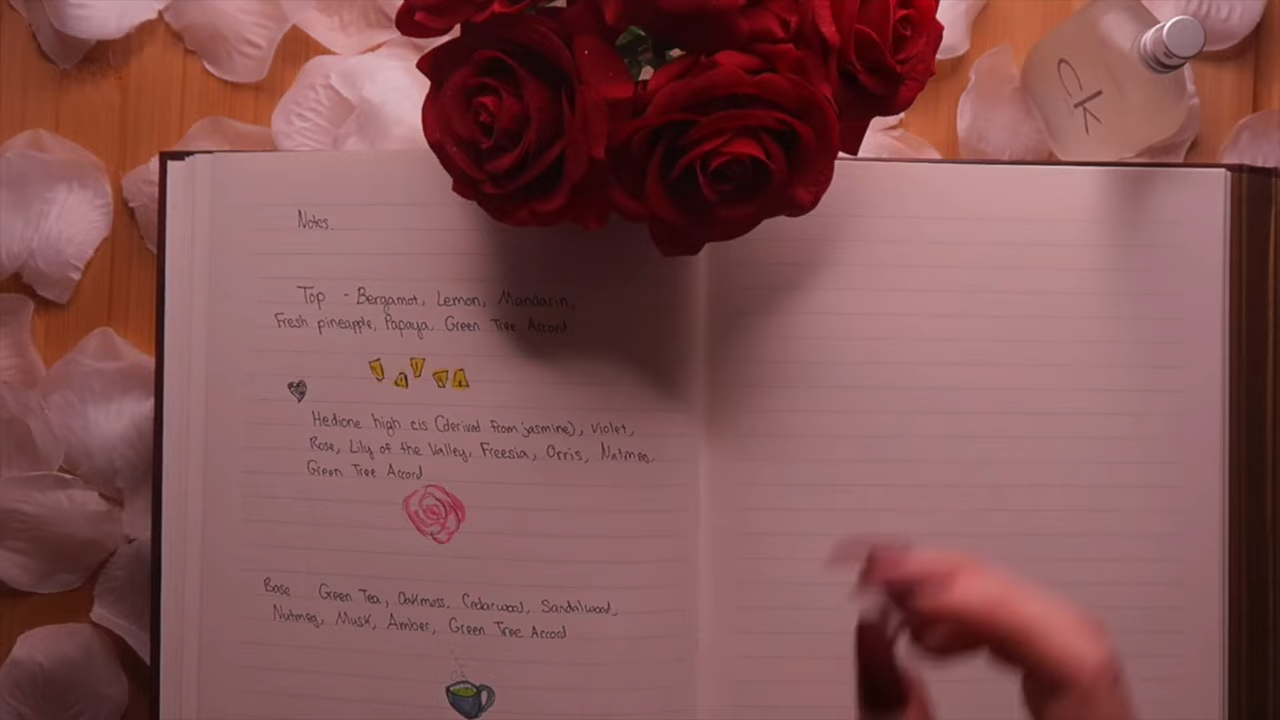 ck
Notes.
Top - Bergamot, Lemon, Mandarin,
Fresh pineapple, Papaya, Green Tree Accord
Hedione high cis (derived from jasmine), Violet,
Rose, Lily of the Valley, Freesia, Orris, Nutmeg,
Green Tree Accord
Base Green Tea, Oakmoss, Cedarwood, Sandalwood,
Nutmeg, Musk, Amber, Green Tree Accord